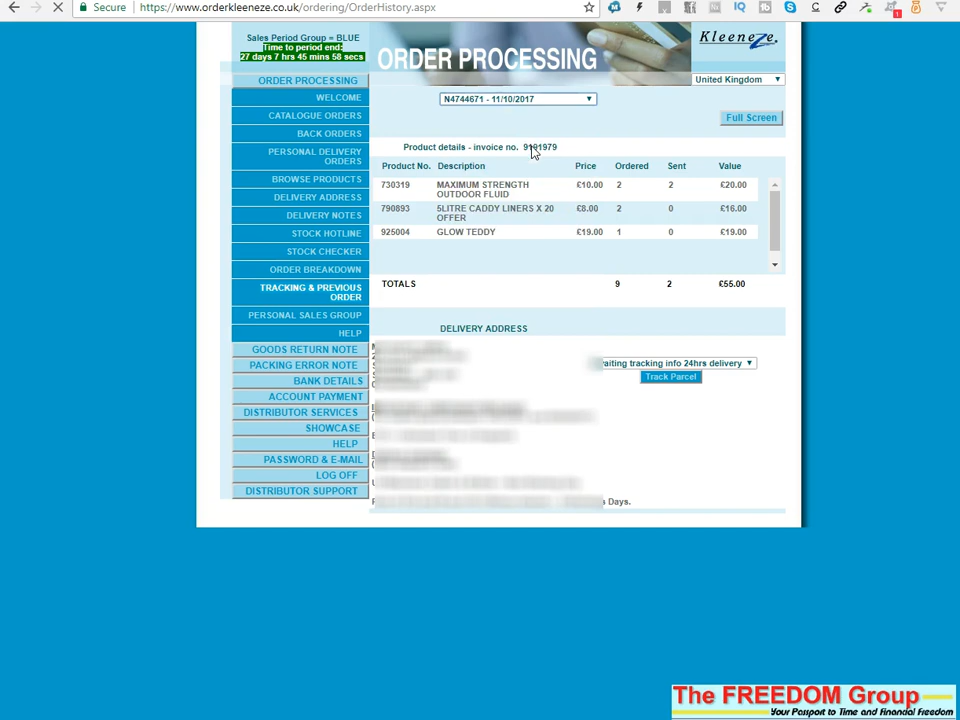 Secure
https://www.orderkleeneze.co.uk/ordering/OrderHistory.aspx
Sales Period Group = BLUE
Time to period end:
27 days 7 hrs 45 mins 58 secs
ORDER PROCESSING
Kleeneze.
United Kingdom
ORDER PROCESSING
WELCOME
CATALOGUE ORDERS
BACK ORDERS
PERSONAL DELIVERY
ORDERS
BROWSE PRODUCTS
DELIVERY ADDRESS
DELIVERY NOTES
STOCK HOTLINE
STOCK CHECKER
ORDER BREAKDOWN
TRACKING & PREVIOUS
ORDER
PERSONAL SALES GROUP
HELP
GOODS RETURN NOTE
PACKING ERROR NOTE
BANK DETAILS
ACCOUNT PAYMENT
DISTRIBUTOR SERVICES
SHOWCASE
HELP
PASSWORD & E-MAIL
LOG OFF
DISTRIBUTOR SUPPORT
N4744671 - 11/10/2017
Full Screen
Product details - invoice no.
Product No. Description Price Ordered Sent Value
730319 MAXIMUM STRENGTH OUTDOOR FLUID £10.00 2 2 £20.00
790893 5LITRE CADDY LINERS X 20 OFFER £8.00 2 0 £16.00
925004 GLOW TEDDY £19.00 1 0 £19.00
TOTALS 9 2 £55.00
DELIVERY ADDRESS
waiting tracking info 24hrs delivery
Track Parcel
Days.
The FREEDOM Group
Your Passport to Time and Financial Freedom